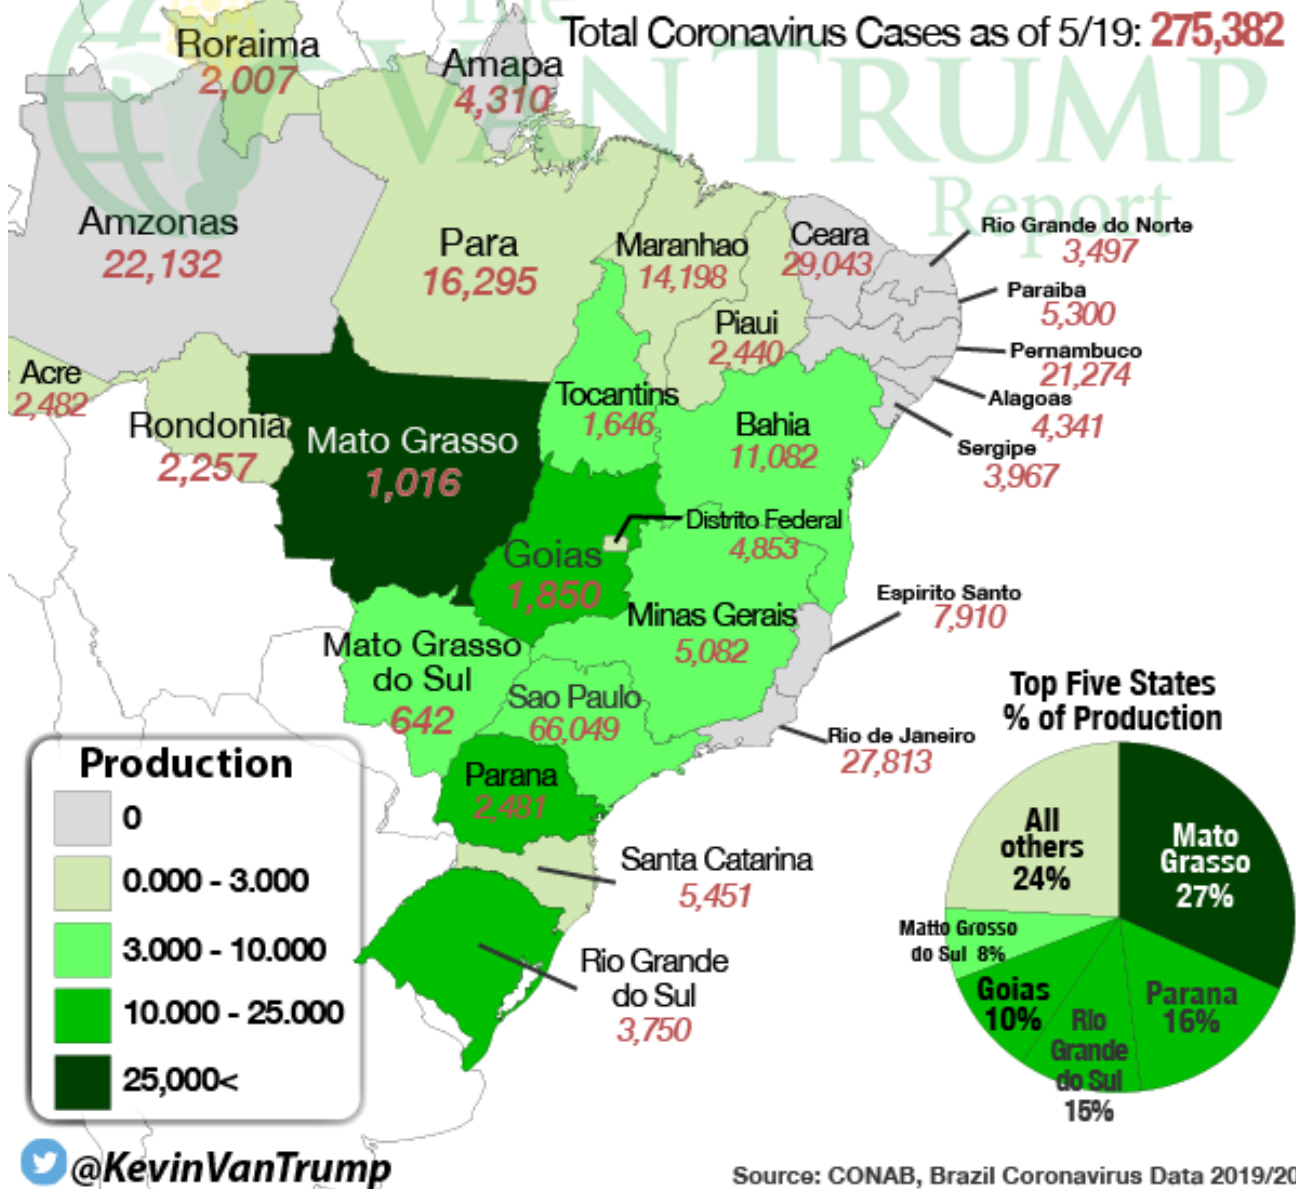 The
VAN TRUMP
Report
Total Coronavirus Cases as of 5/19: 275,382
Roraima
2,007
Amapa
4,310
Amzonas
22,132
Para
16,295
Maranhao
14,198
Ceara
29,043
Rio Grande do Norte
3,497
Paraiba
5,300
Piaui
2,440
Pernambuco
21,274
Alagoas
4,341
Sergipe
3,967
Acre
2,482
Rondonia
2,257
Mato Grasso
1,016
Tocantins
1,646
Bahia
11,082
Distrito Federal
4,853
Goias
1,850
Minas Gerais
5,082
Espirito Santo
7,910
Mato Grasso
do Sul
642
Sao Paulo
66,049
Rio de Janeiro
27,813
Parana
2,481
Santa Catarina
5,451
Rio Grande
do Sul
3,750
Production
0
0.000 - 3.000
3.000 - 10.000
10.000 - 25.000
25,000<
Top Five States
% of Production
All
others
24%
Mato
Grasso
27%
Matto Grosso
do Sul 8%
Goias
10%
Rio
Grande
do Sul
15%
Parana
16%
@KevinVanTrump
Source: CONAB, Brazil Coronavirus Data 2019/20